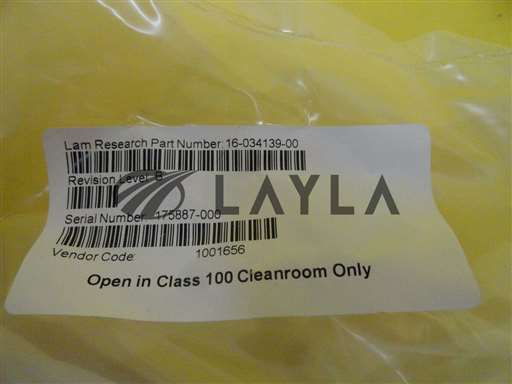 Lam Research Part Number: 16-034139-00
Revision Level: B
LAYLA
Serial Number: 175887-000
Vendor Code: 1001656
Open in Class 100 Cleanroom Only